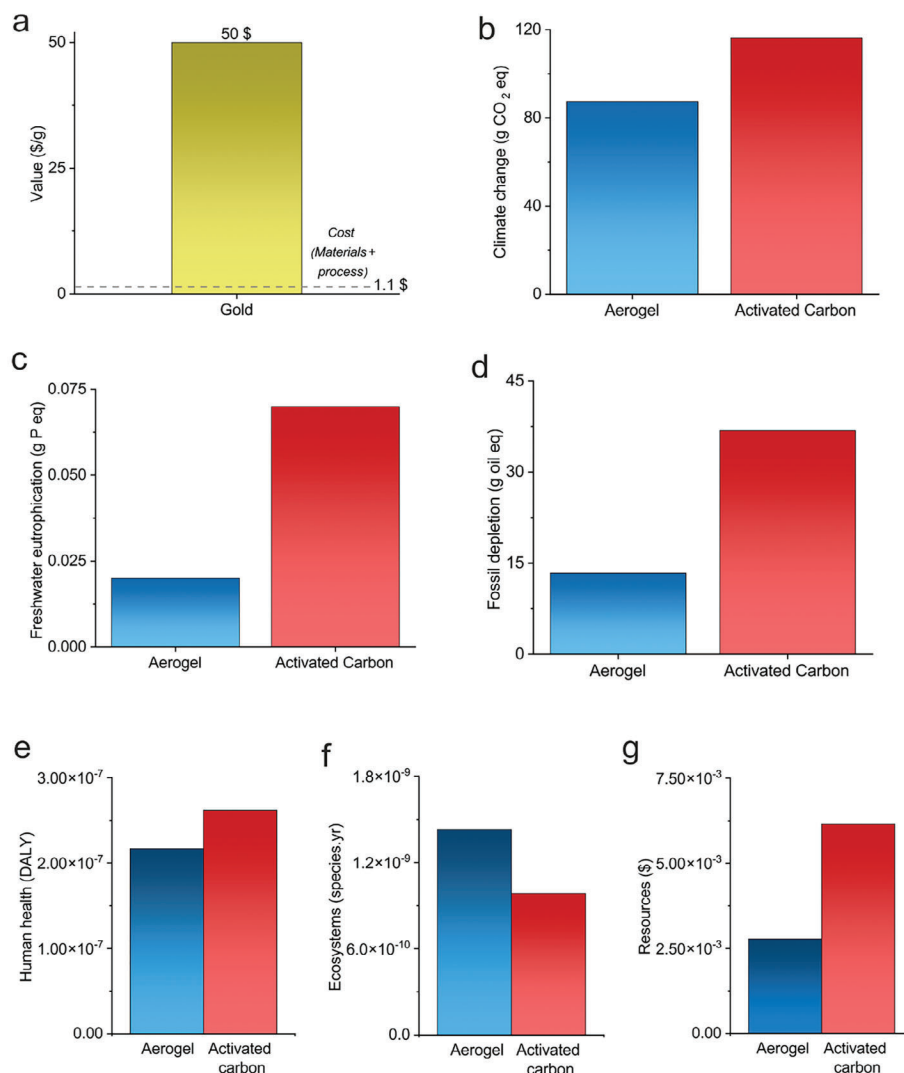 a
Value ($/g)
50
25
0
50 $
Cost
(Materials +
process)
1.1 $
Gold
b
Climate change (g CO₂ eq)
120
80
40
0
Aerogel
Activated Carbon
c
Freshwater eutrophication (g P eq)
0.075
0.050
0.025
0.000
Aerogel
Activated Carbon
d
Fossil depletion (g oil eq)
45
30
15
0
Aerogel
Activated Carbon
e
Human health (DALY)
3.00×10⁻⁷
2.00×10⁻⁷
1.00×10⁻⁷
0.00
Aerogel
Activated
carbon
f
Ecosystems (species.yr)
1.8×10⁻⁹
1.2×10⁻⁹
6.0×10⁻¹⁰
0.0
Aerogel
Activated
carbon
g
Resources ($)
7.50×10⁻³
5.00×10⁻³
2.50×10⁻³
0.00
Aerogel
Activated
carbon